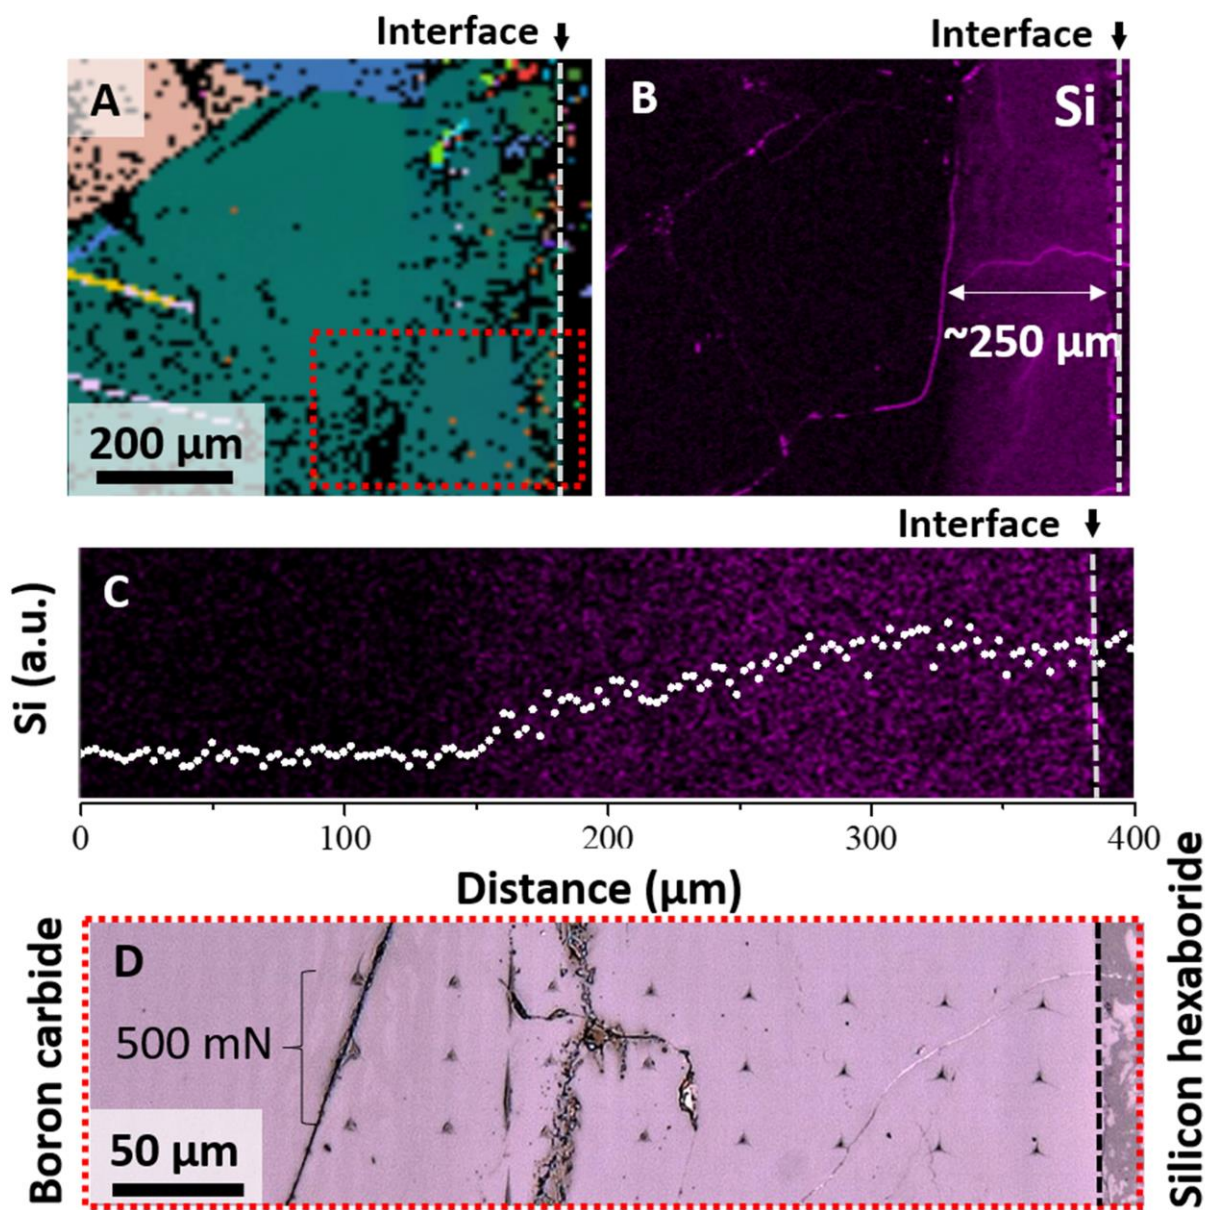 Interface
Interface
A
B
Si
~250 µm
200 µm
Interface
C
Si (a.u.)
0 100 200 300 400
Distance (µm)
Boron carbide
D
500 mN
50 µm
Silicon hexaboride